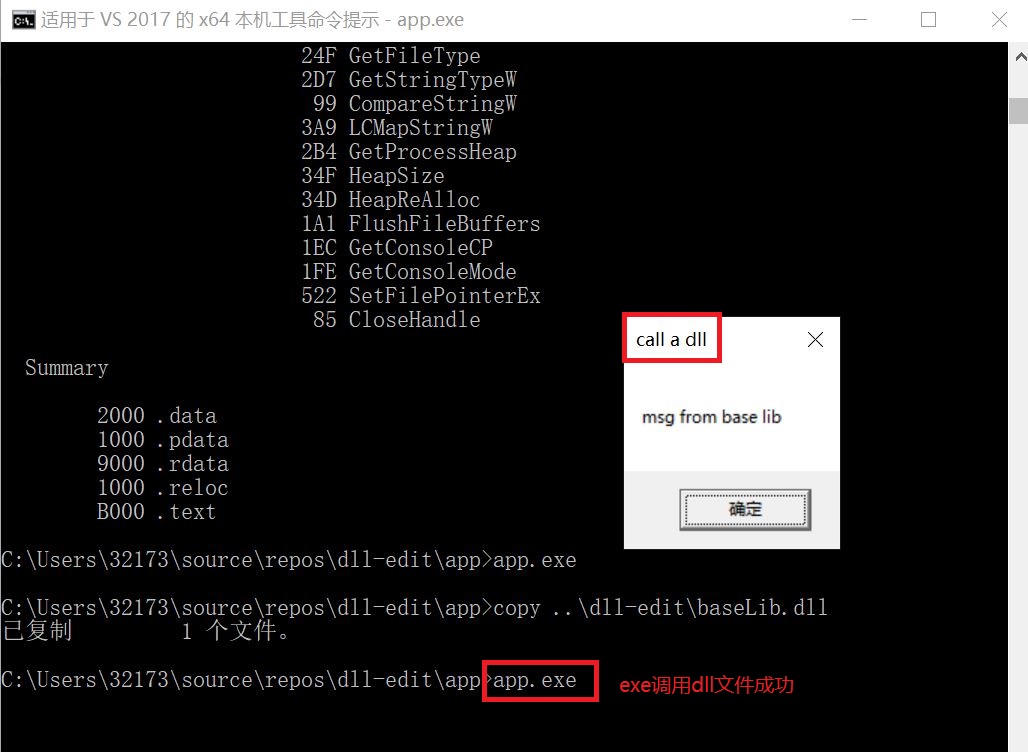 适用于 VS 2017 的 x64 本机工具命令提示 - app.exe
24F GetFileType
2D7 GetStringTypeW
99 CompareStringW
3A9 LCMapStringW
2B4 GetProcessHeap
34F HeapSize
34D HeapReAlloc
1A1 FlushFileBuffers
1EC GetConsoleCP
1FE GetConsoleMode
522 SetFilePointerEx
85 CloseHandle
Summary
2000 .data
1000 .pdata
9000 .rdata
1000 .reloc
B000 .text
call a dll
msg from base lib
确定
C:\Users\32173\source\repos\dll-edit\app>app.exe
C:\Users\32173\source\repos\dll-edit\app>copy ..\dll-edit\baseLib.dll
已复制         1 个文件。
C:\Users\32173\source\repos\dll-edit\app>app.exe
exe调用dll文件成功